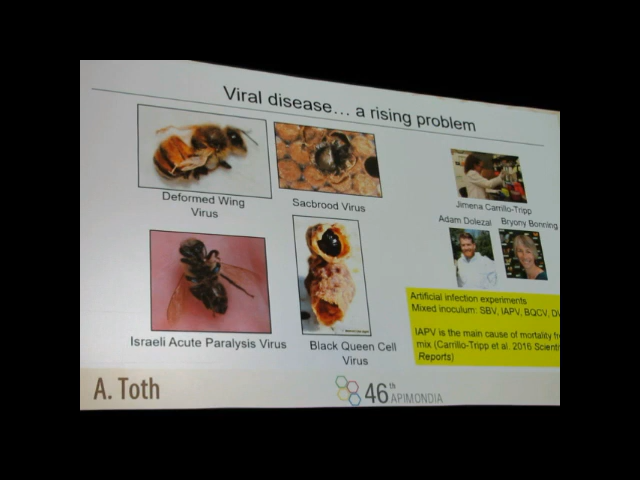 Viral disease... a rising problem
Deformed Wing
Virus
Sacbrood Virus
Jimena Carrillo-Tripp
Adam Dolezal Bryony Bonning
Israeli Acute Paralysis Virus
Black Queen Cell
Virus
Artificial infection experiments
Mixed inoculum: SBV, IAPV, BQCV,
IAPV is the main cause of mortality
mix (Carrillo-Tripp et al. 2016
Reports)
A. Toth
46th
APIMONDIA